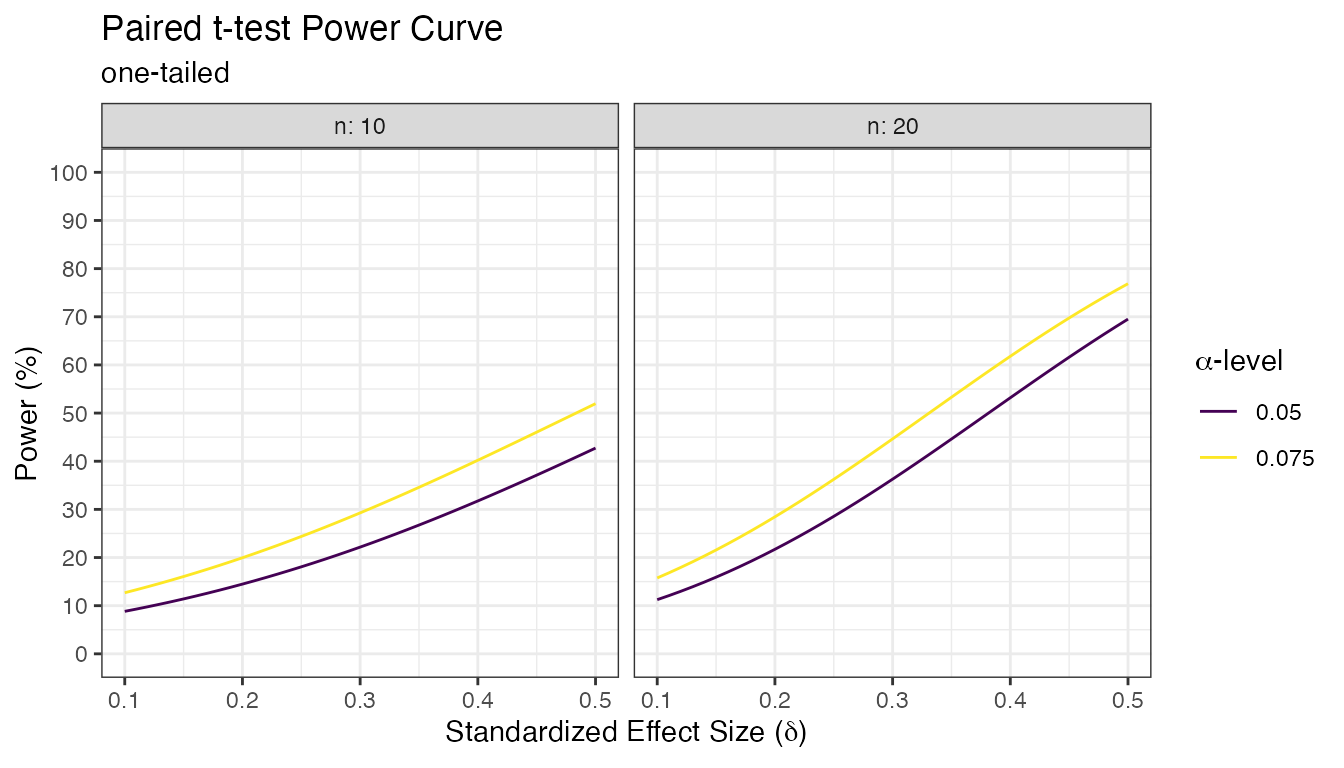 Paired t-test Power Curve
one-tailed
n: 10
n: 20
Power (%)
100
90
80
70
60
50
40
30
20
10
0
0.1 0.2 0.3 0.4 0.5
0.1 0.2 0.3 0.4 0.5
Standardized Effect Size (δ)
α-level
0.05
0.075